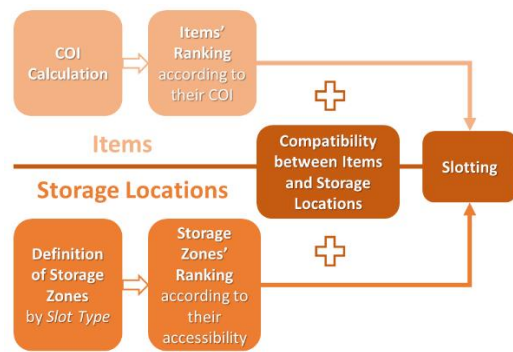 COI
Calculation
Items’
Ranking
according to
their COI
Items
Compatibility
between Items
and Storage
Locations
Slotting
Storage Locations
Definition
of Storage
Zones
by Slot Type
Storage
Zones’
Ranking
according to
their
accessibility